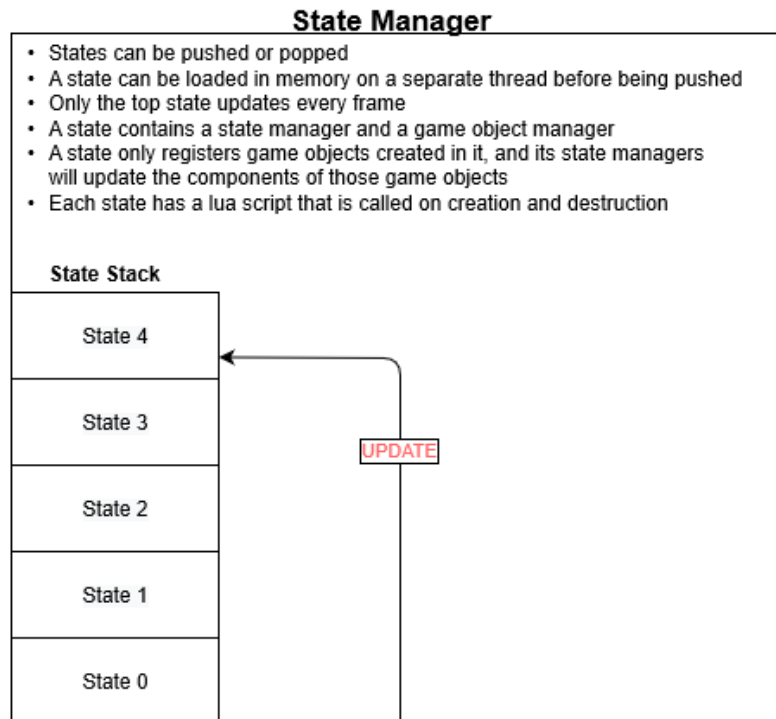 State Manager
• States can be pushed or popped
• A state can be loaded in memory on a separate thread before being pushed
• Only the top state updates every frame
• A state contains a state manager and a game object manager
• A state only registers game objects created in it, and its state managers
will update the components of those game objects
• Each state has a lua script that is called on creation and destruction
State Stack
State 4
State 3
UPDATE
State 2
State 1
State 0